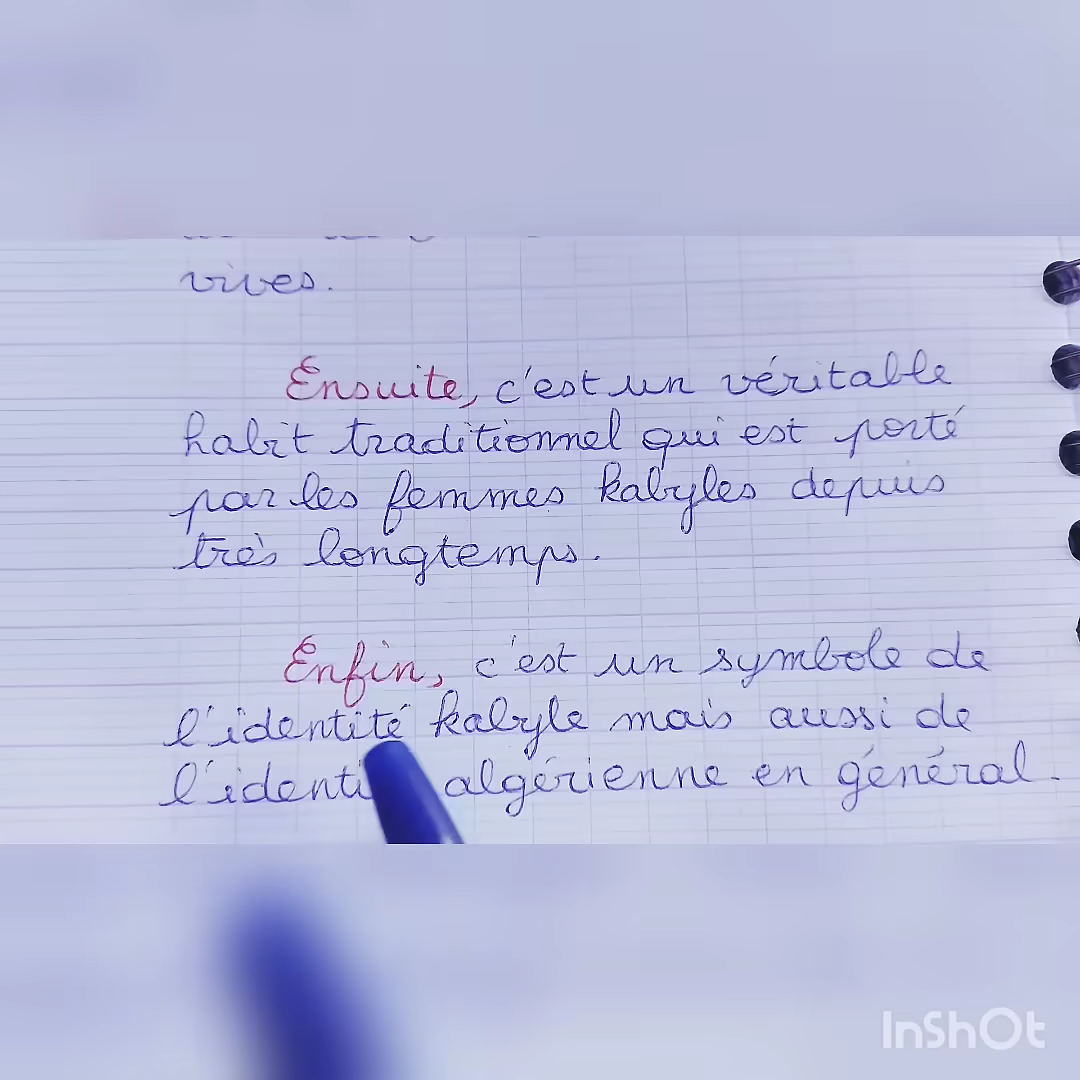 vives.
Ensuite, c'est un véritable
habit traditionnel qui est porté
par les femmes kabyles depuis
très longtemps.
Enfin, c'est un symbole de
l'identité kabyle mais aussi de
algérienne en général.
InShOt